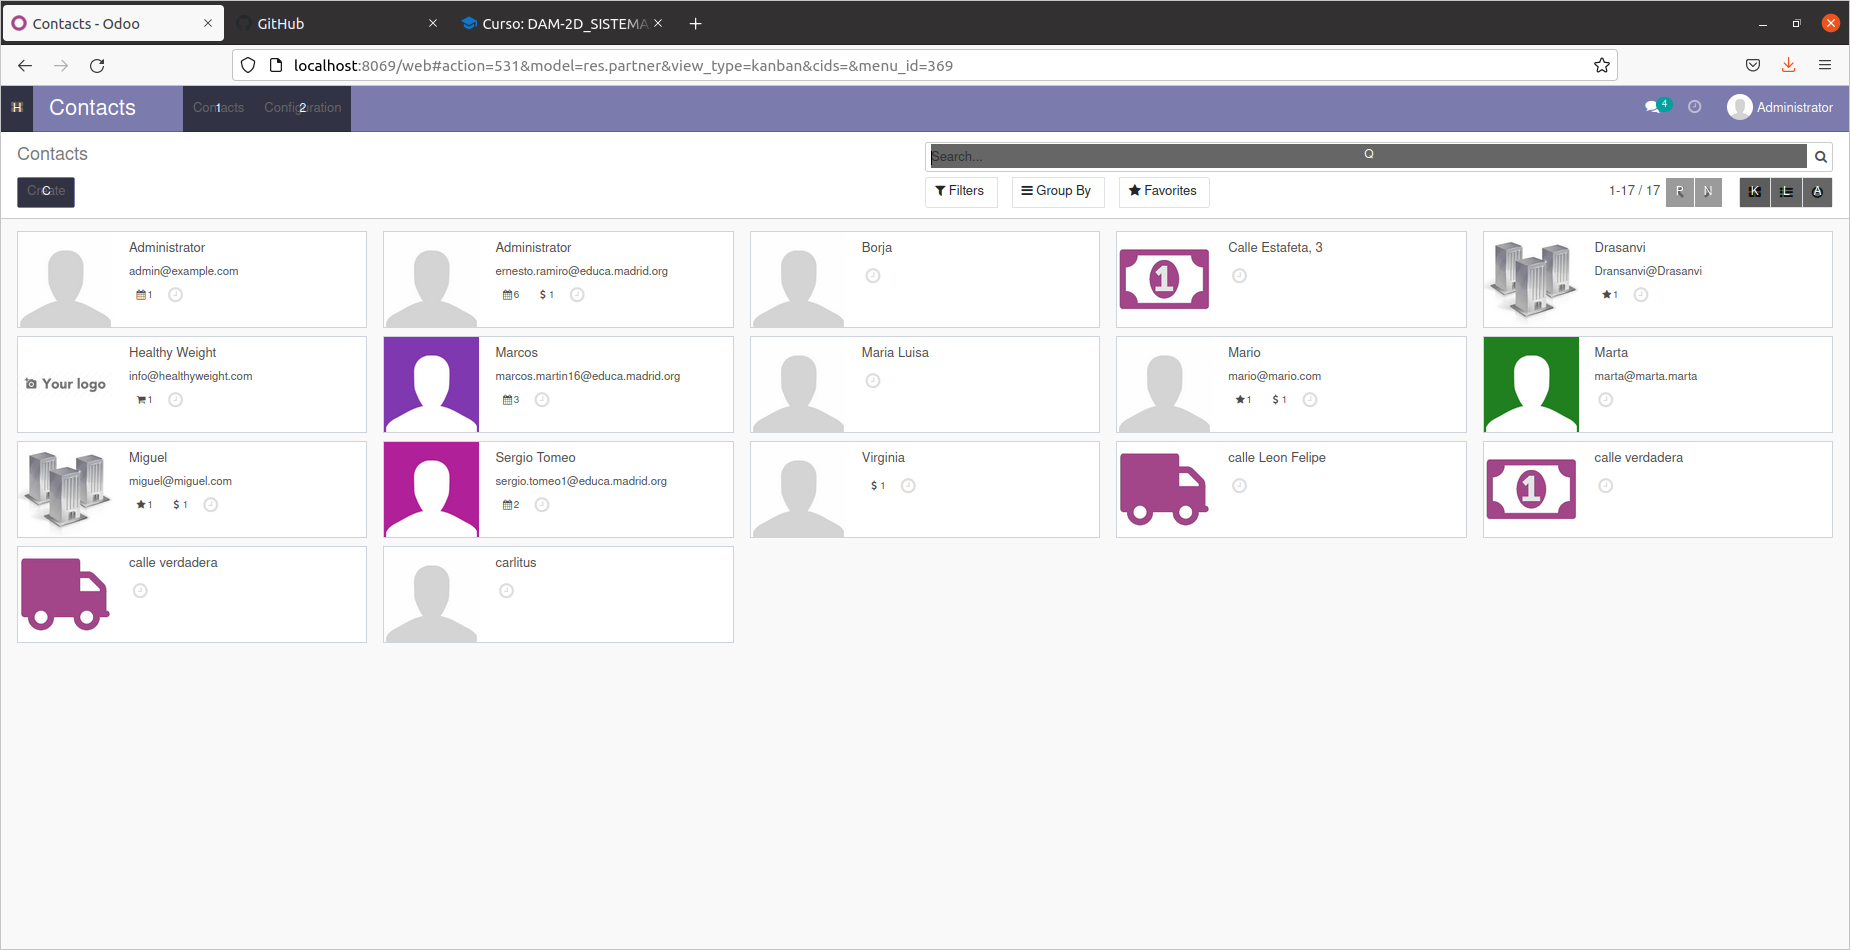 Contacts - Odoo
GitHub
Curso: DAM-2D_SISTEMA
localhost:8069/web#action=531&model=res.partner&view_type=kanban&cids=&menu_id=369
H
Contacts
Contacts 1
Configuration 2
4
Administrator
Contacts
Search... Q
Create C
Filters
Group By
Favorites
1-17 / 17
P N
K L A
Administrator
admin@example.com
1
Administrator
ernesto.ramiro@educa.madrid.org
6 $ 1
Borja
Calle Estafeta, 3
1
Drasanvi
Dransanvi@Drasanvi
1
Healthy Weight
Your logo
info@healthyweight.com
1
Marcos
marcos.martin16@educa.madrid.org
3
Maria Luisa
Mario
mario@mario.com
1 $ 1
Marta
marta@marta.marta
Miguel
miguel@miguel.com
1 $ 1
Sergio Tomeo
sergio.tomeo1@educa.madrid.org
2
Virginia
$ 1
calle Leon Felipe
calle verdadera
1
calle verdadera
carlitus